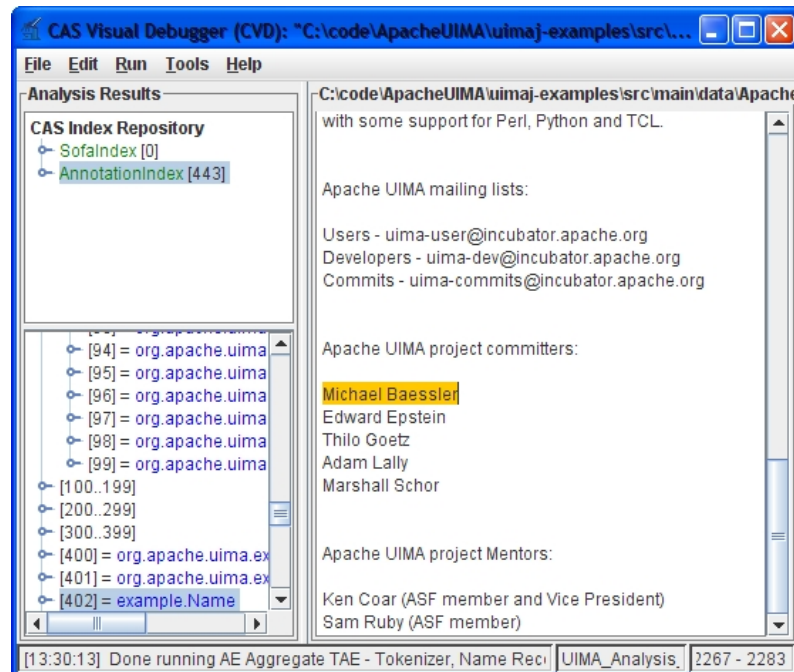 CAS Visual Debugger (CVD): "C:\code\ApacheUIMA\uimaj-examples\src\...
File Edit Run Tools Help
Analysis Results
CAS Index Repository
SofaIndex [0]
AnnotationIndex [443]
[94] = org.apache.uima
[95] = org.apache.uima
[96] = org.apache.uima
[97] = org.apache.uima
[98] = org.apache.uima
[99] = org.apache.uima
[100..199]
[200..299]
[300..399]
[400] = org.apache.uima.ex
[401] = org.apache.uima.ex
[402] = example.Name
C:\code\ApacheUIMA\uimaj-examples\src\main\data\Apache
with some support for Perl, Python and TCL.
Apache UIMA mailing lists:
Users - uima-user@incubator.apache.org
Developers - uima-dev@incubator.apache.org
Commits - uima-commits@incubator.apache.org
Apache UIMA project committers:
Michael Baessler
Edward Epstein
Thilo Goetz
Adam Lally
Marshall Schor
Apache UIMA project Mentors:
Ken Coar (ASF member and Vice President)
Sam Ruby (ASF member)
[13:30:13] Done running AE Aggregate TAE - Tokenizer, Name Rec
UIMA_Analysis_
2267 - 2283